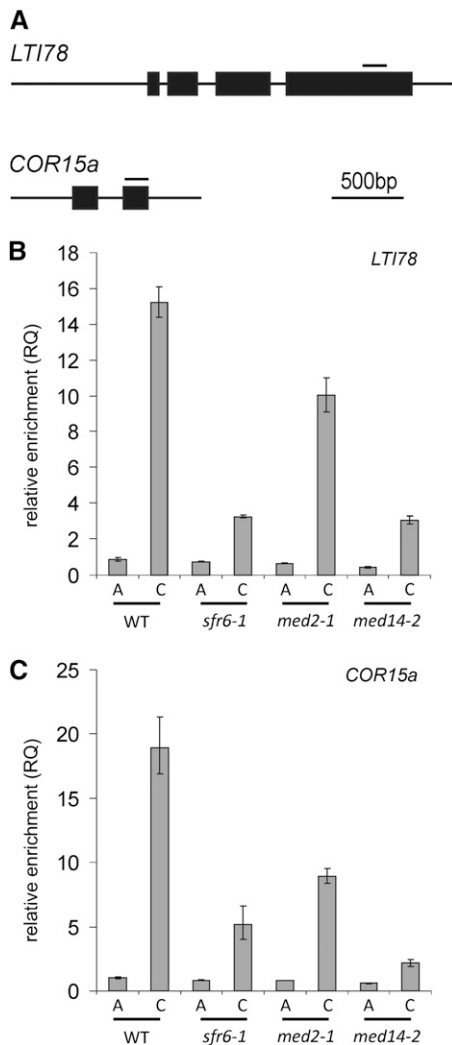 A
LTI78
COR15a
500bp
B
LTI78
relative enrichment (RQ)
18
16
14
12
10
8
6
4
2
0
A C A C A C A C
WT sfr6-1 med2-1 med14-2
C
COR15a
relative enrichment (RQ)
25
20
15
10
5
0
A C A C A C A C
WT sfr6-1 med2-1 med14-2